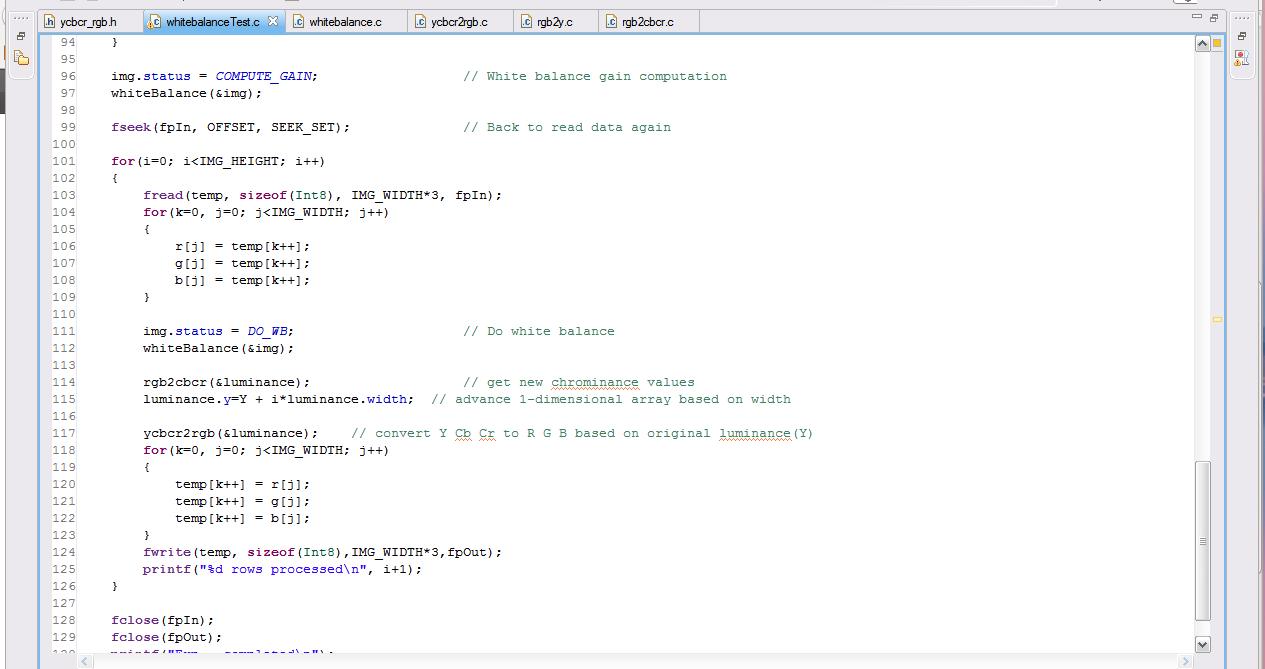 ycbcr_rgb.h whitebalanceTest.c whitebalance.c ycbcr2rgb.c rgb2y.c rgb2cbcr.c
94 }
95
96 img.status = COMPUTE_GAIN; // White balance gain computation
97 whiteBalance(&img);
98
99 fseek(fpIn, OFFSET, SEEK_SET); // Back to read data again
100
101 for(i=0; i<IMG_HEIGHT; i++)
102 {
103 fread(temp, sizeof(Int8), IMG_WIDTH*3, fpIn);
104 for(k=0, j=0; j<IMG_WIDTH; j++)
105 {
106 r[j] = temp[k++];
107 g[j] = temp[k++];
108 b[j] = temp[k++];
109 }
110
111 img.status = DO_WB; // Do white balance
112 whiteBalance(&img);
113
114 rgb2cbcr(&luminance); // get new chrominance values
115 luminance.y=Y + i*luminance.width; // advance 1-dimensional array based on width
116
117 ycbcr2rgb(&luminance); // convert Y Cb Cr to R G B based on original luminance(Y)
118 for(k=0, j=0; j<IMG_WIDTH; j++)
119 {
120 temp[k++] = r[j];
121 temp[k++] = g[j];
122 temp[k++] = b[j];
123 }
124 fwrite(temp, sizeof(Int8),IMG_WIDTH*3,fpOut);
125 printf("%d rows processed\n", i+1);
126 }
127
128 fclose(fpIn);
129 fclose(fpOut);